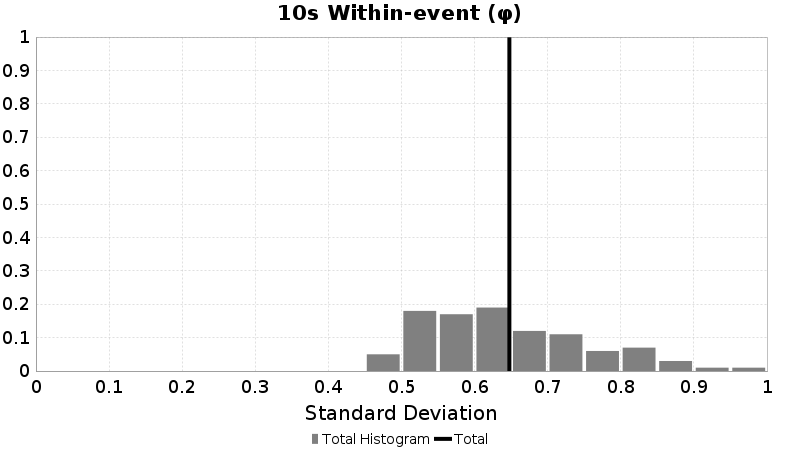 10s Within-event (φ)
1
0.9
0.8
0.7
0.6
0.5
0.4
0.3
0.2
0.1
0
0 0.1 0.2 0.3 0.4 0.5 0.6 0.7 0.8 0.9 1
Standard Deviation
Total Histogram Total